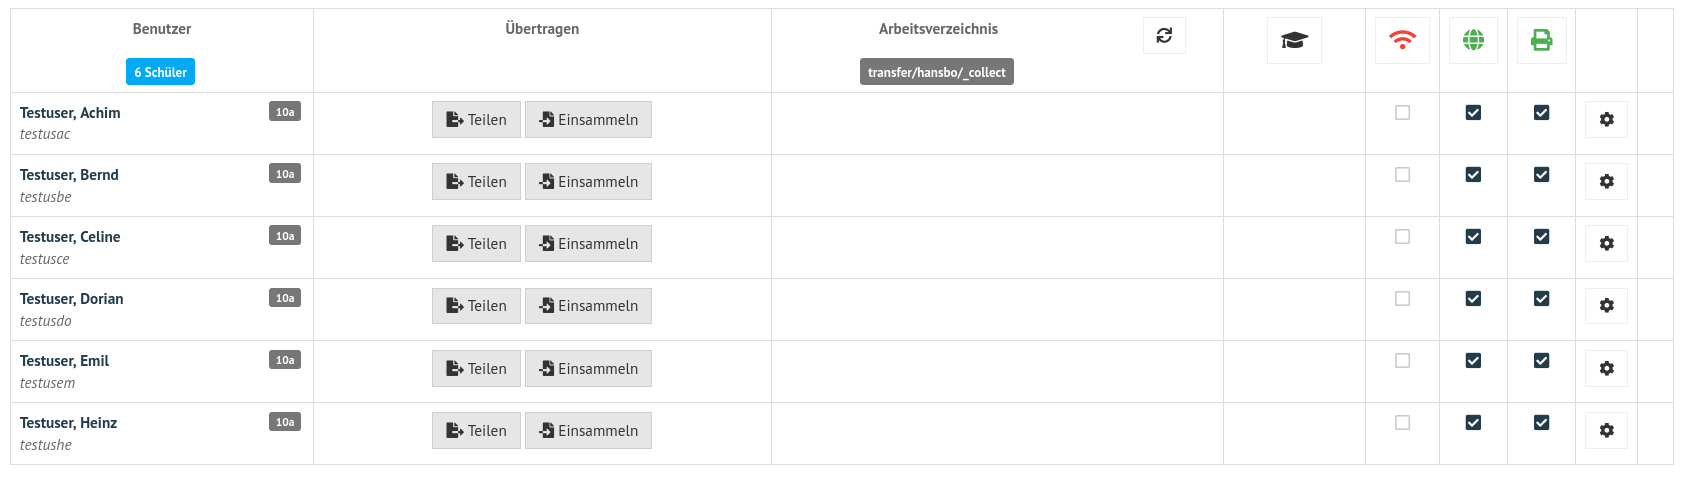 Benutzer Übertragen Arbeitsverzeichnis
6 Schüler transfer/hansbo/_collect
Testuser, Achim 10a Teilen Einsammeln
testusac
Testuser, Bernd 10a Teilen Einsammeln
testusbe
Testuser, Celine 10a Teilen Einsammeln
testusce
Testuser, Dorian 10a Teilen Einsammeln
testusdo
Testuser, Emil 10a Teilen Einsammeln
testusem
Testuser, Heinz 10a Teilen Einsammeln
testushe